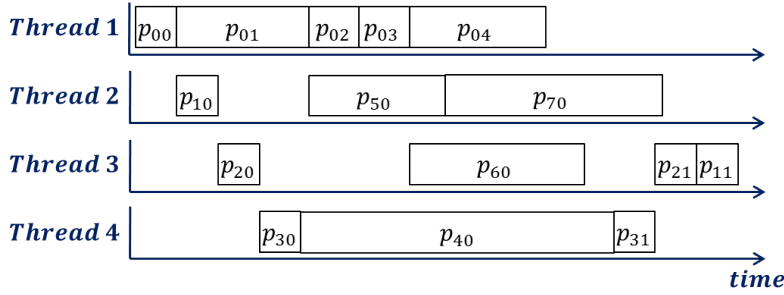 Thread 1 p00 p01 p02 p03 p04
Thread 2 p10 p50 p70
Thread 3 p20 p60 p21 p11
Thread 4 p30 p40 p31
time